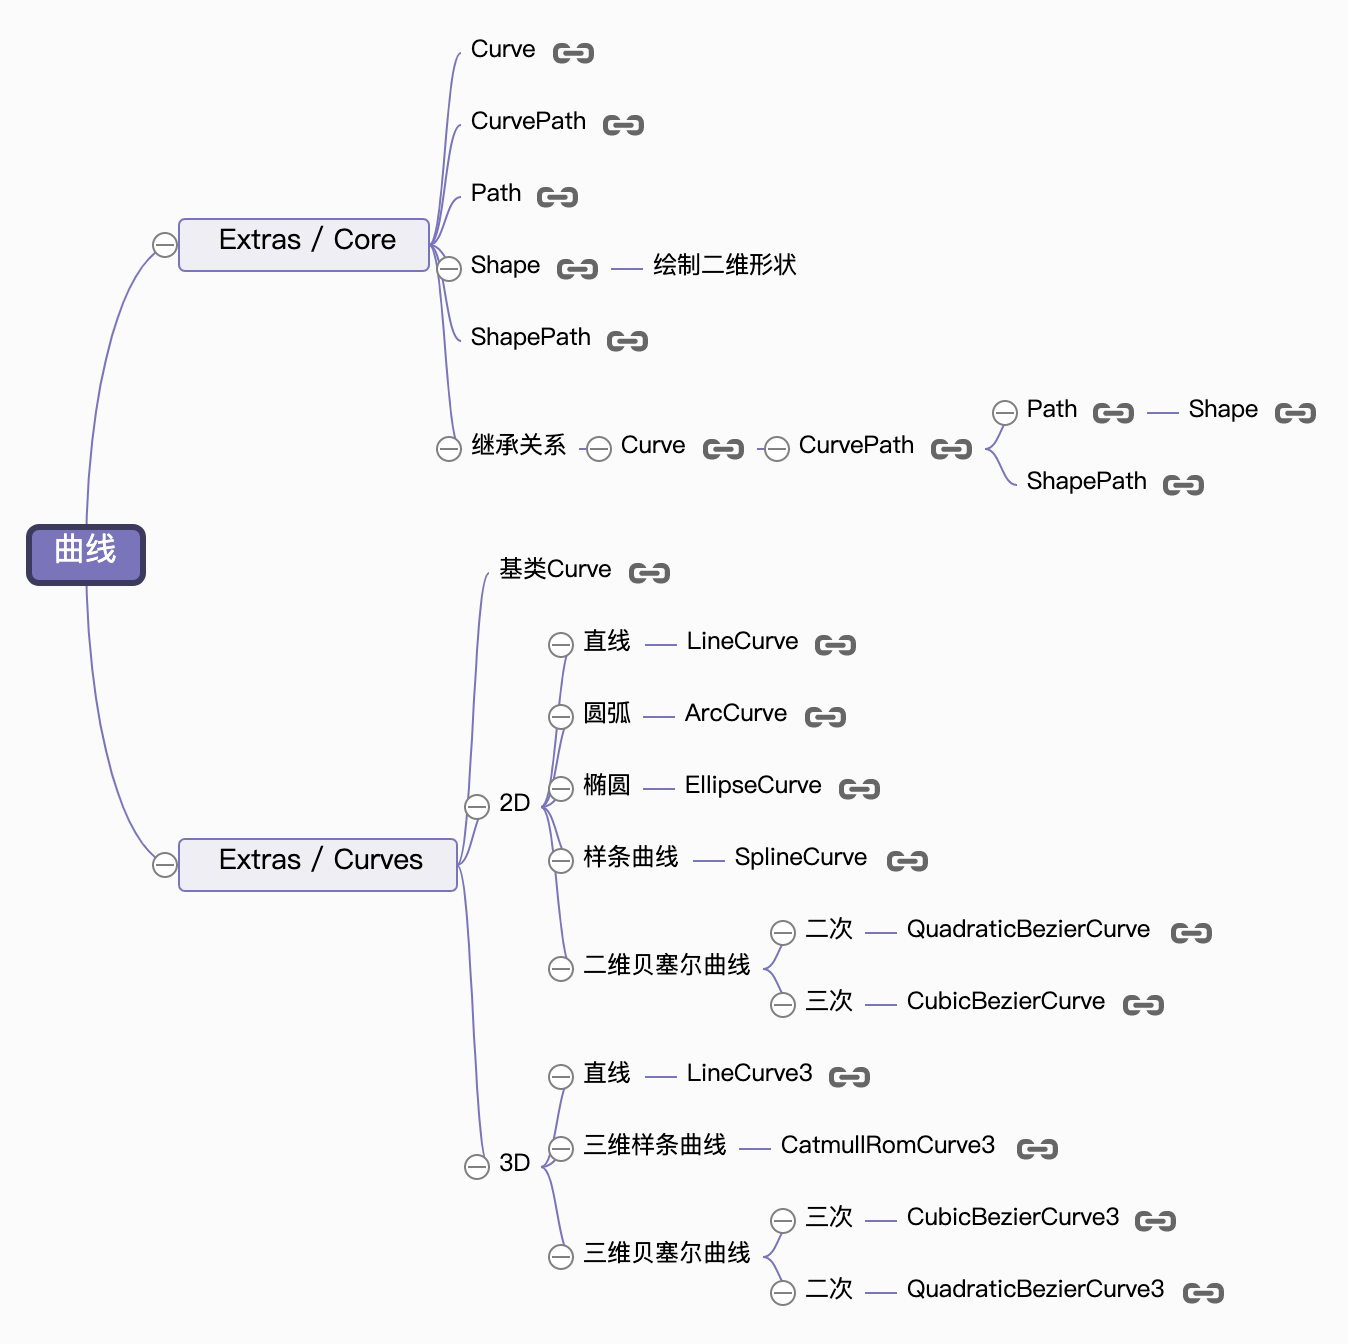 曲线
Extras / Core
Curve
CurvePath
Path
Shape 绘制二维形状
ShapePath
继承关系 Curve CurvePath
Path Shape
ShapePath
Extras / Curves
基类Curve
2D
直线 LineCurve
圆弧 ArcCurve
椭圆 EllipseCurve
样条曲线 SplineCurve
二维贝塞尔曲线
二次 QuadraticBezierCurve
三次 CubicBezierCurve
3D
直线 LineCurve3
三维样条曲线 CatmullRomCurve3
三维贝塞尔曲线
三次 CubicBezierCurve3
二次 QuadraticBezierCurve3